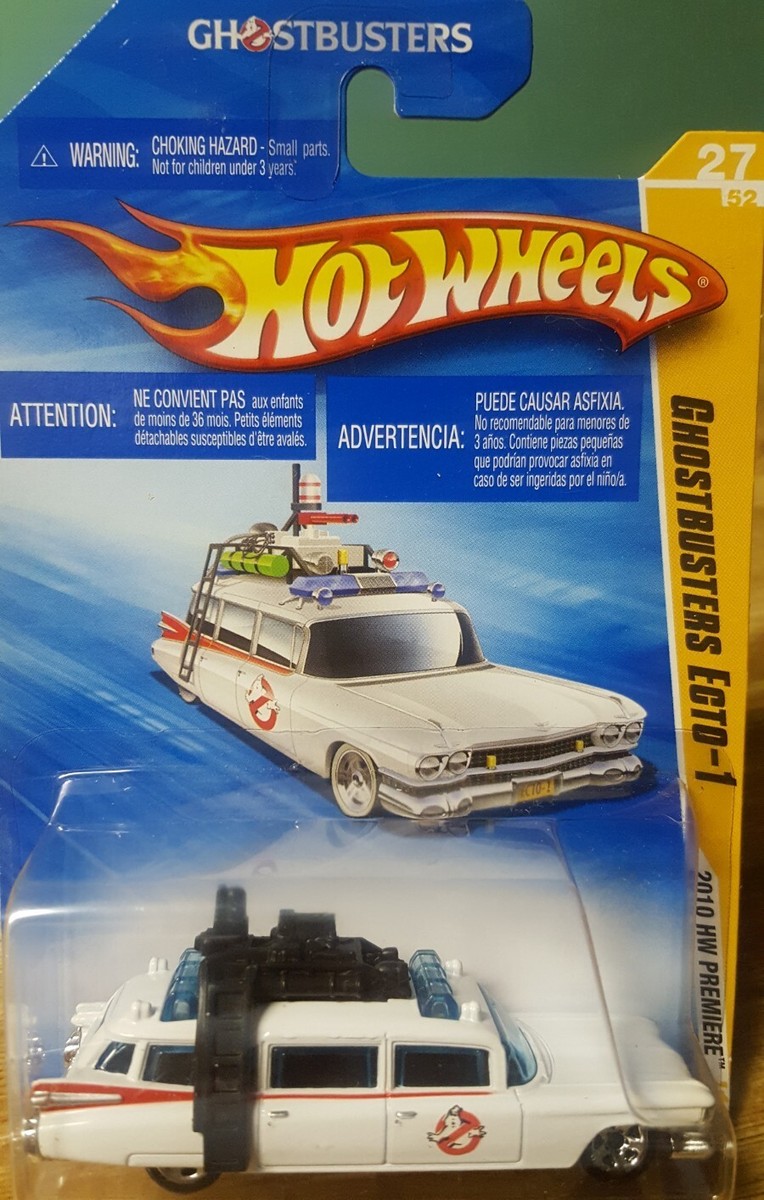 GHOSTBUSTERS
WARNING: CHOKING HAZARD - Small parts.
Not for children under 3 years.
27
52
HOT WHEELS®
ATTENTION: NE CONVIENT PAS aux enfants
de moins de 36 mois. Petits éléments
détachables susceptibles d'être avalés.
ADVERTENCIA: PUEDE CAUSAR ASFIXIA.
No recomendable para menores de
3 años. Contiene piezas pequeñas
que podrían provocar asfixia en
caso de ser ingeridas por el niño/a.
GHOSTBUSTERS ECTO-1
2010 HW PREMIERE™
ECTO-1